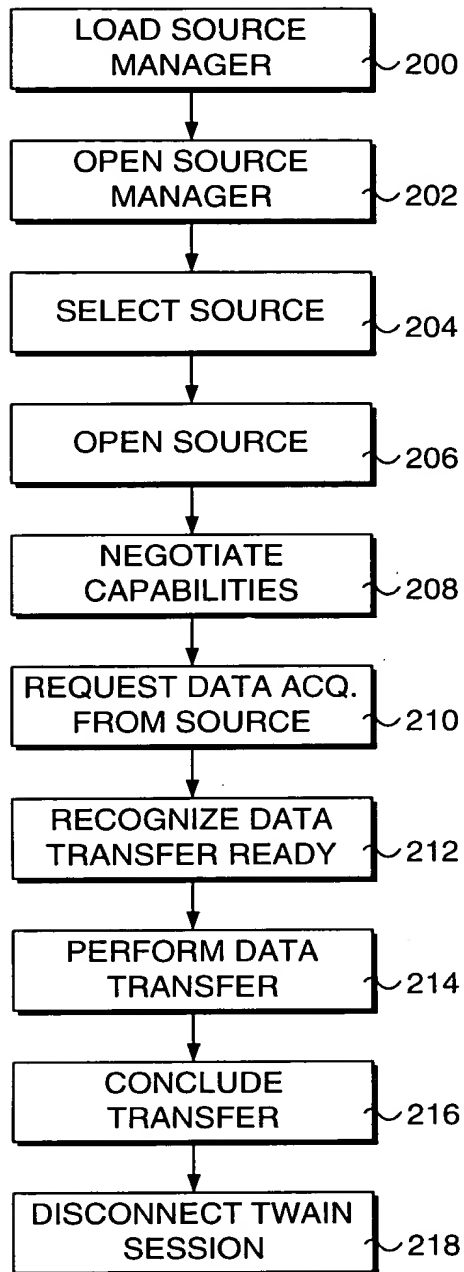 LOAD SOURCE
MANAGER
200
OPEN SOURCE
MANAGER
202
SELECT SOURCE
204
OPEN SOURCE
206
NEGOTIATE
CAPABILITIES
208
REQUEST DATA ACQ.
FROM SOURCE
210
RECOGNIZE DATA
TRANSFER READY
212
PERFORM DATA
TRANSFER
214
CONCLUDE
TRANSFER
216
DISCONNECT TWAIN
SESSION
218